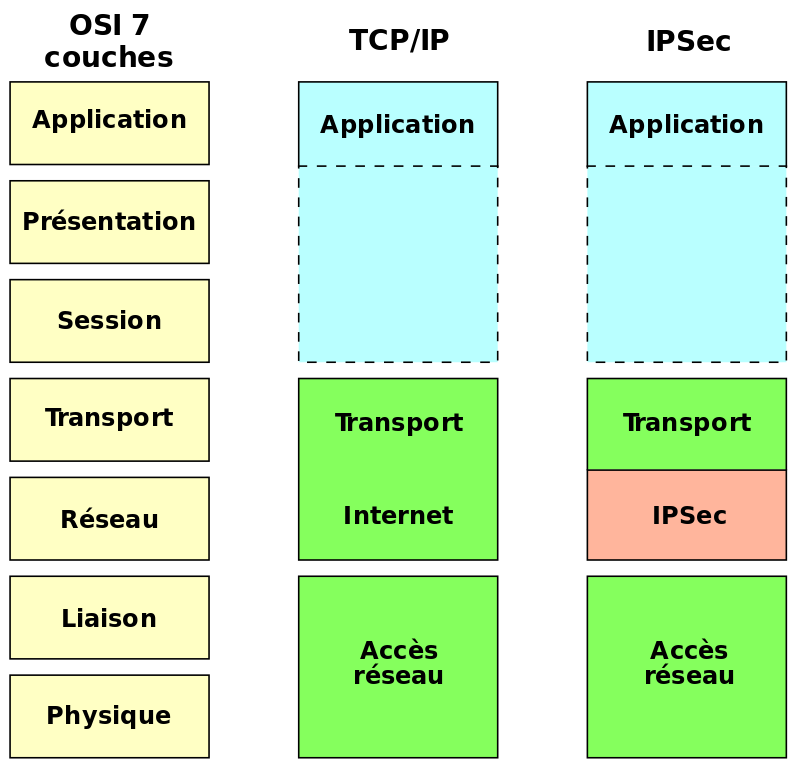 OSI 7
couches
Application
Présentation
Session
Transport
Réseau
Liaison
Physique
TCP/IP
Application
Transport
Internet
Accès
réseau
IPSec
Application
Transport
IPSec
Accès
réseau